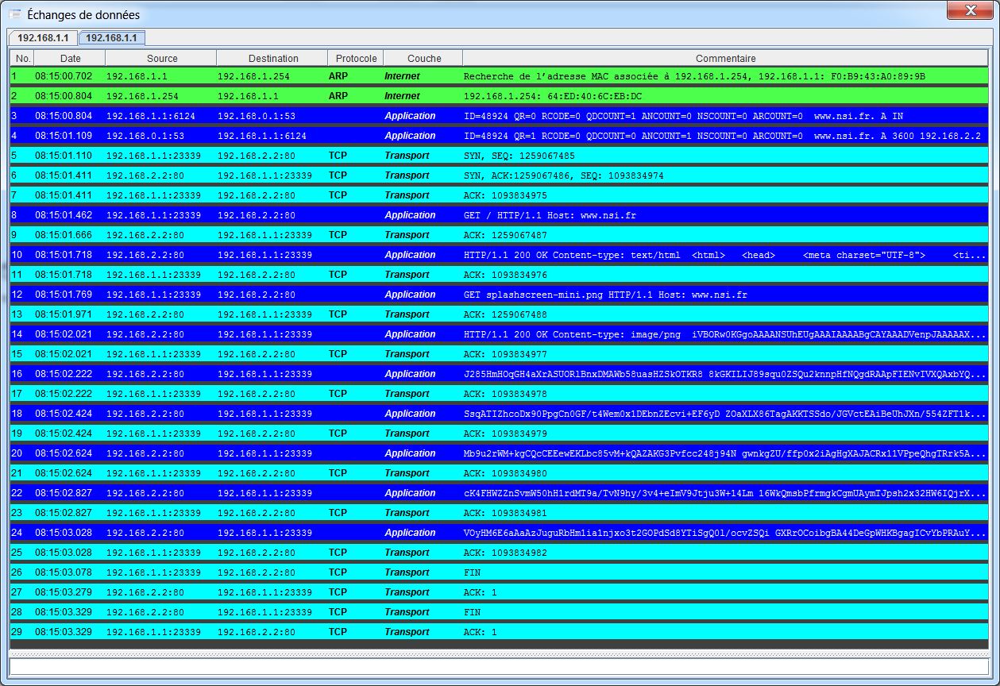 Échanges de données
192.168.1.1 192.168.1.1
No. Date Source Destination Protocole Couche Commentaire
1 08:15:00.702 192.168.1.1 192.168.1.254 ARP Internet Recherche de l’adresse MAC associée à 192.168.1.254, 192.168.1.1: F0:B9:43:A0:89:9B
2 08:15:00.804 192.168.1.254 192.168.1.1 ARP Internet 192.168.1.254: 64:ED:40:6C:EB:DC
3 08:15:00.804 192.168.1.1:6124 192.168.0.1:53 Application ID=48924 QR=0 RCODE=0 QDCOUNT=1 ANCOUNT=0 NSCOUNT=0 ARCOUNT=0 www.nsi.fr. A IN
4 08:15:01.109 192.168.0.1:53 192.168.1.1:6124 Application ID=48924 QR=1 RCODE=0 QDCOUNT=0 ANCOUNT=1 NSCOUNT=0 ARCOUNT=0 www.nsi.fr. A 3600 192.168.2.2
5 08:15:01.110 192.168.1.1:23339 192.168.2.2:80 TCP Transport SYN, SEQ: 1259067485
6 08:15:01.411 192.168.2.2:80 192.168.1.1:23339 TCP Transport SYN, ACK:1259067486, SEQ: 1093834974
7 08:15:01.411 192.168.1.1:23339 192.168.2.2:80 TCP Transport ACK: 1093834975
8 08:15:01.462 192.168.1.1:23339 192.168.2.2:80 Application GET / HTTP/1.1 Host: www.nsi.fr
9 08:15:01.666 192.168.2.2:80 192.168.1.1:23339 TCP Transport ACK: 1259067487
10 08:15:01.718 192.168.2.2:80 192.168.1.1:23339 Application HTTP/1.1 200 OK Content-type: text/html <html> <head> <meta charset="UTF-8"> <ti...
11 08:15:01.718 192.168.1.1:23339 192.168.2.2:80 TCP Transport ACK: 1093834976
12 08:15:01.769 192.168.1.1:23339 192.168.2.2:80 Application GET splashscreen-mini.png HTTP/1.1 Host: www.nsi.fr
13 08:15:01.971 192.168.2.2:80 192.168.1.1:23339 TCP Transport ACK: 1259067488
14 08:15:02.021 192.168.2.2:80 192.168.1.1:23339 Application HTTP/1.1 200 OK Content-type: image/png iVBORw0KGgoAAAANSUhEUgAAAIAAAABgCAYAAADVenpJAAAAAX...
15 08:15:02.021 192.168.1.1:23339 192.168.2.2:80 TCP Transport ACK: 1093834977
16 08:15:02.222 192.168.2.2:80 192.168.1.1:23339 Application J285HmHOqGH4aXrASUORlBnxDMAWb58uasHZSkOTKR8 8kGKILIJ89squ0ZSQu2knnpHfNQgdRAApFIENvIVXQAxbYQ...
17 08:15:02.222 192.168.1.1:23339 192.168.2.2:80 TCP Transport ACK: 1093834978
18 08:15:02.424 192.168.2.2:80 192.168.1.1:23339 Application SsqATIZhcoDx90PpgCn0GF/t4Wem0x1DEbnZEcvi+EF6yD ZOaXLX86TagAKKTSSdo/JGVctEAiBeUhJXn/554ZFT1k...
19 08:15:02.424 192.168.1.1:23339 192.168.2.2:80 TCP Transport ACK: 1093834979
20 08:15:02.624 192.168.2.2:80 192.168.1.1:23339 Application Mb9u2rWM+kgCQcCEEewEKLbc85vM+kQAZAKG3Pvfcc248j94N gwnkgZU/ffp0x2iAgHgXAJACRx11VPpeQhgTRrk5A...
21 08:15:02.624 192.168.1.1:23339 192.168.2.2:80 TCP Transport ACK: 1093834980
22 08:15:02.827 192.168.2.2:80 192.168.1.1:23339 Application cK4FHWZZnSvmW50hH1rdMT9a/TvN9hy/3v4+eImV9Jtju3W+14Lm 16WkQmsbPfrmgkCgmUAymTJpsh2x32HW6IQjrX...
23 08:15:02.827 192.168.1.1:23339 192.168.2.2:80 TCP Transport ACK: 1093834981
24 08:15:03.028 192.168.2.2:80 192.168.1.1:23339 Application VOyHM6E6aAaAzJuguRbHm1ia1njxo3t2GOPdSd8YTiSgQ0l/ocvZSQi GXRrOCoibgBA44DeGpWHKBgagICvYbPRAuY...
25 08:15:03.028 192.168.1.1:23339 192.168.2.2:80 TCP Transport ACK: 1093834982
26 08:15:03.078 192.168.1.1:23339 192.168.2.2:80 TCP Transport FIN
27 08:15:03.279 192.168.2.2:80 192.168.1.1:23339 TCP Transport ACK: 1
28 08:15:03.329 192.168.2.2:80 192.168.1.1:23339 TCP Transport FIN
29 08:15:03.329 192.168.1.1:23339 192.168.2.2:80 TCP Transport ACK: 1